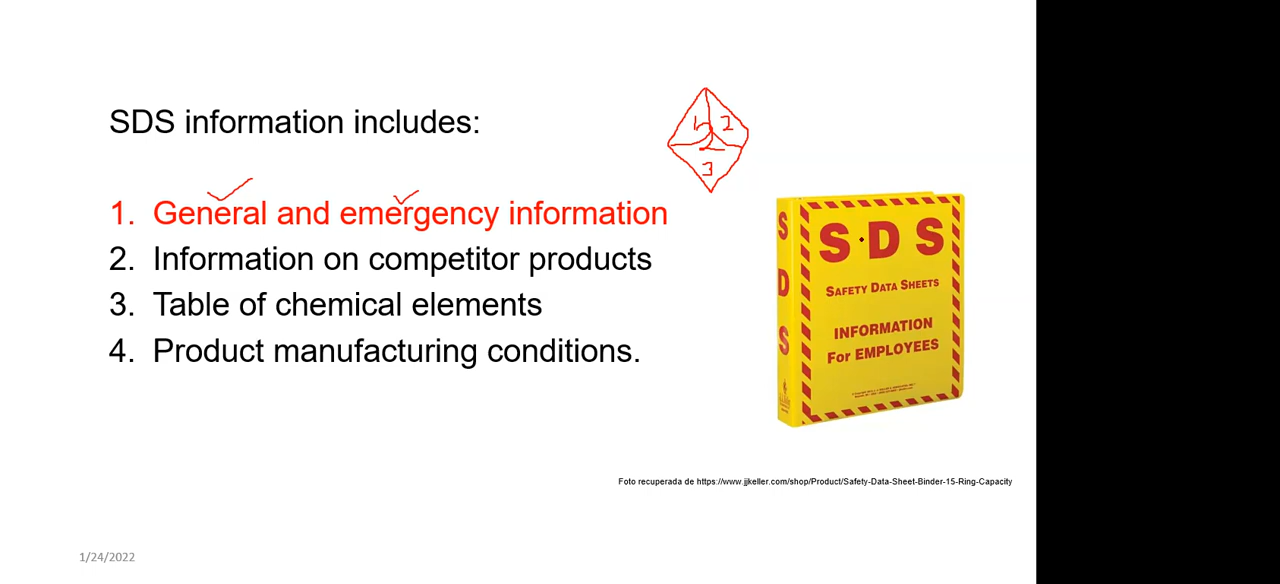 SDS information includes:
1. General and emergency information
2. Information on competitor products
3. Table of chemical elements
4. Product manufacturing conditions.
2
3
S D S
S D S
SAFETY DATA SHEETS
INFORMATION
For EMPLOYEES
Foto recuperada de https://www.jjkeller.com/shop/Product/Safety-Data-Sheet-Binder-15-Ring-Capacity
1/24/2022